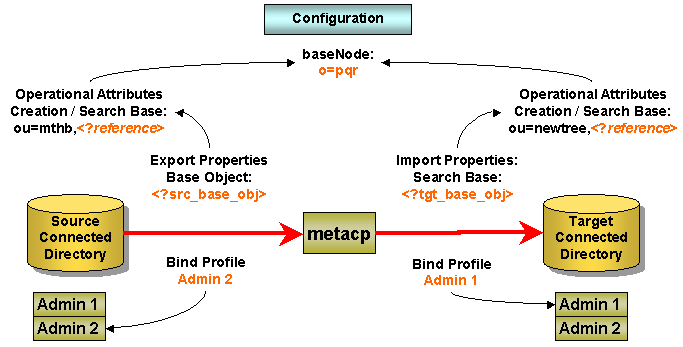 Configuration
baseNode:
o=pqr
Operational Attributes
Creation / Search Base:
ou=mthb,<?reference>
Operational Attributes
Creation / Search Base:
ou=newtree,<?reference>
Export Properties
Base Object:
<?src_base_obj>
Import Properties:
Search Base:
<?tgt_base_obj>
Source
Connected
Directory
metacp
Target
Connected
Directory
Bind Profile
Admin 2
Bind Profile
Admin 1
Admin 1
Admin 2
Admin 1
Admin 2